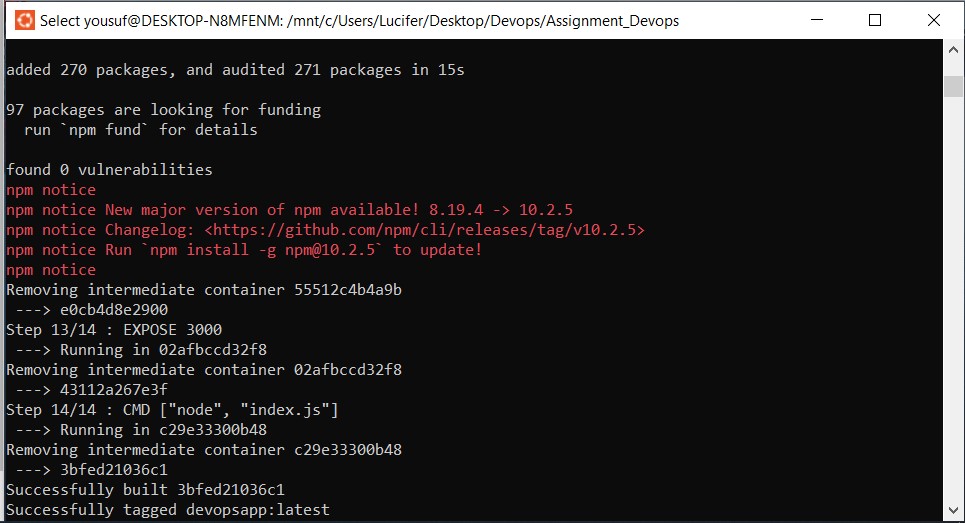 Select yousuf@DESKTOP-N8MFENM: /mnt/c/Users/Lucifer/Desktop/Devops/Assignment_Devops
added 270 packages, and audited 271 packages in 15s
97 packages are looking for funding
  run `npm fund` for details
found 0 vulnerabilities
npm notice
npm notice New major version of npm available! 8.19.4 -> 10.2.5
npm notice Changelog: <https://github.com/npm/cli/releases/tag/v10.2.5>
npm notice Run `npm install -g npm@10.2.5` to update!
npm notice
Removing intermediate container 55512c4b4a9b
 ---> e0cb4d8e2900
Step 13/14 : EXPOSE 3000
 ---> Running in 02afbccd32f8
Removing intermediate container 02afbccd32f8
 ---> 43112a267e3f
Step 14/14 : CMD ["node", "index.js"]
 ---> Running in c29e33300b48
Removing intermediate container c29e33300b48
 ---> 3bfed21036c1
Successfully built 3bfed21036c1
Successfully tagged devopsapp:latest